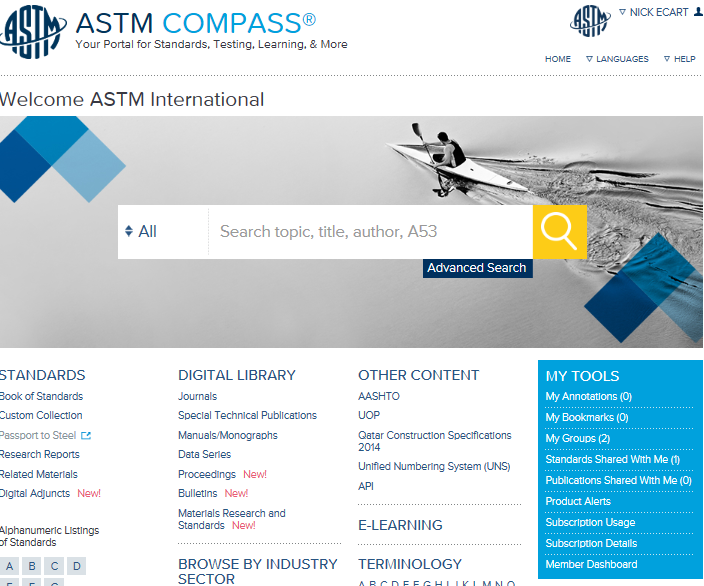 ASTM
ASTM COMPASS®
Your Portal for Standards, Testing, Learning, & More
ASTM
NICK ECART
HOME
LANGUAGES
HELP
Welcome ASTM International
All
Search topic, title, author, A53
Advanced Search
STANDARDS
Book of Standards
Custom Collection
Passport to Steel
Research Reports
Related Materials
Digital Adjuncts New!
Alphanumeric Listings
of Standards
A B C D
E F G
DIGITAL LIBRARY
Journals
Special Technical Publications
Manuals/Monographs
Data Series
Proceedings New!
Bulletins New!
Materials Research and
Standards New!
BROWSE BY INDUSTRY
SECTOR
OTHER CONTENT
AASHTO
UOP
Qatar Construction Specifications
2014
Unified Numbering System (UNS)
API
E-LEARNING
TERMINOLOGY
A B C D E F G H I J K L M N O
MY TOOLS
My Annotations (0)
My Bookmarks (0)
My Groups (2)
Standards Shared With Me (1)
Publications Shared With Me (0)
Product Alerts
Subscription Usage
Subscription Details
Member Dashboard